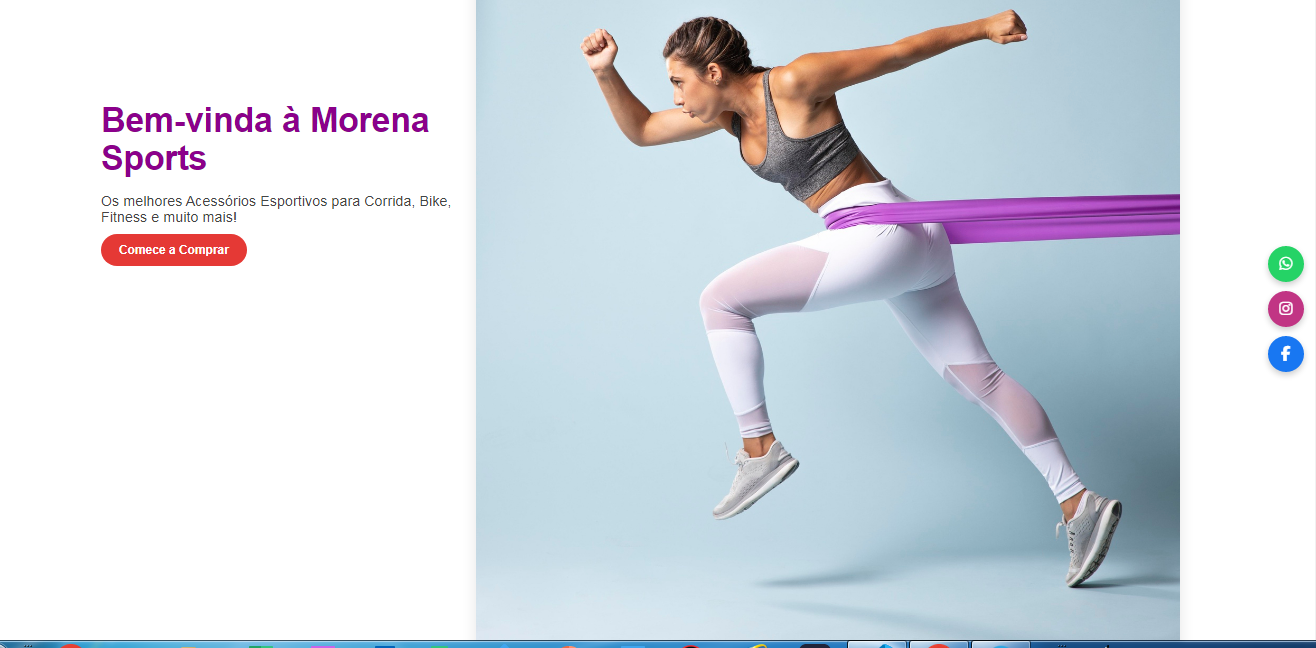 Bem-vinda à Morena
Sports
Os melhores Acessórios Esportivos para Corrida, Bike,
Fitness e muito mais!
Comece a Comprar